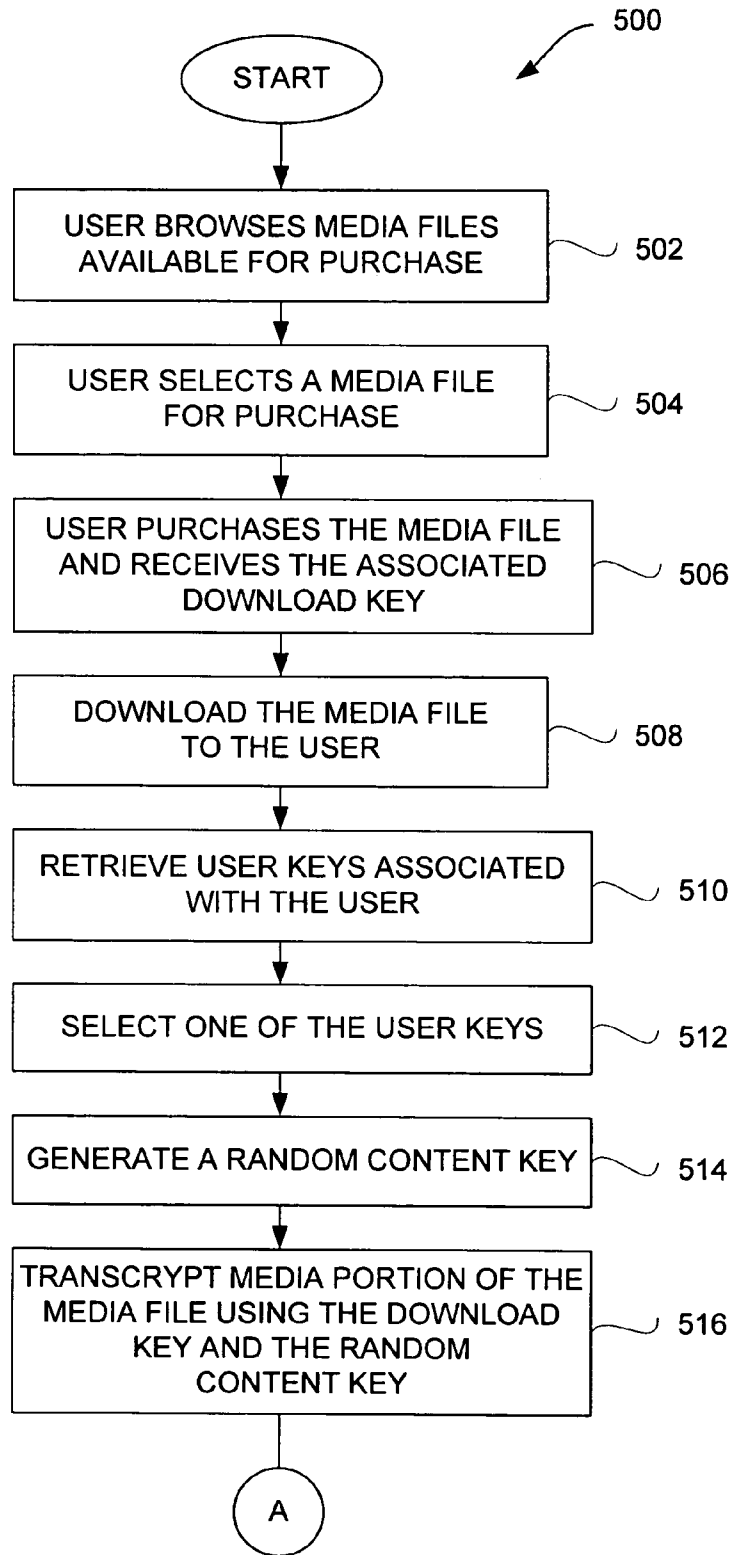 500
START
USER BROWSES MEDIA FILES
AVAILABLE FOR PURCHASE
502
USER SELECTS A MEDIA FILE
FOR PURCHASE
504
USER PURCHASES THE MEDIA FILE
AND RECEIVES THE ASSOCIATED
DOWNLOAD KEY
506
DOWNLOAD THE MEDIA FILE
TO THE USER
508
RETRIEVE USER KEYS ASSOCIATED
WITH THE USER
510
SELECT ONE OF THE USER KEYS
512
GENERATE A RANDOM CONTENT KEY
514
TRANSCRYPT MEDIA PORTION OF THE
MEDIA FILE USING THE DOWNLOAD
KEY AND THE RANDOM
CONTENT KEY
516
A